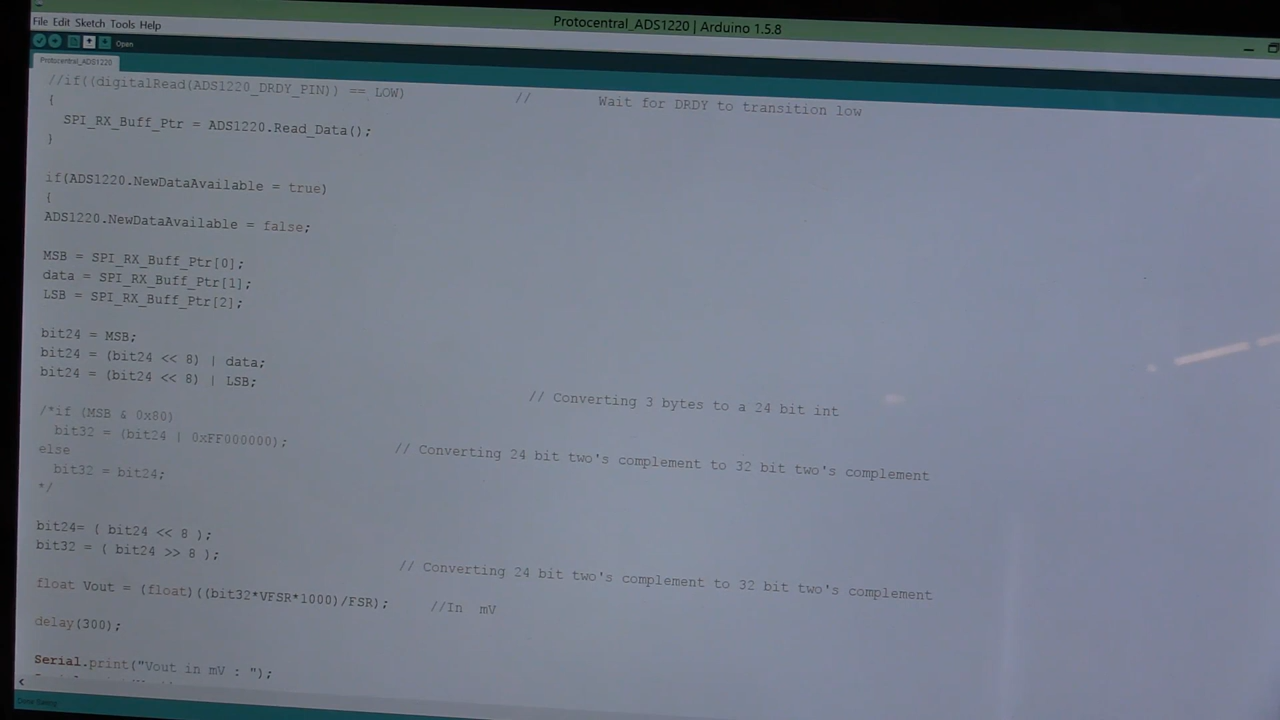 Protocentral_ADS1220 | Arduino 1.5.8
File Edit Sketch Tools Help
Open
Protocentral_ADS1220
//if((digitalRead(ADS1220_DRDY_PIN)) == LOW) // Wait for DRDY to transition low
{
SPI_RX_Buff_Ptr = ADS1220.Read_Data();
}
if(ADS1220.NewDataAvailable = true)
{
ADS1220.NewDataAvailable = false;
MSB = SPI_RX_Buff_Ptr[0];
data = SPI_RX_Buff_Ptr[1];
LSB = SPI_RX_Buff_Ptr[2];
bit24 = MSB;
bit24 = (bit24 << 8) | data;
bit24 = (bit24 << 8) | LSB; // Converting 3 bytes to a 24 bit int
/*if (MSB & 0x80)
bit32 = (bit24 | 0xFF000000); // Converting 24 bit two's complement to 32 bit two's complement
else
bit32 = bit24;
*/
bit24= ( bit24 << 8 );
bit32 = ( bit24 >> 8 ); // Converting 24 bit two's complement to 32 bit two's complement
float Vout = (float)((bit32*VFSR*1000)/FSR); //In mV
delay(300);
Serial.print("Vout in mV : ");